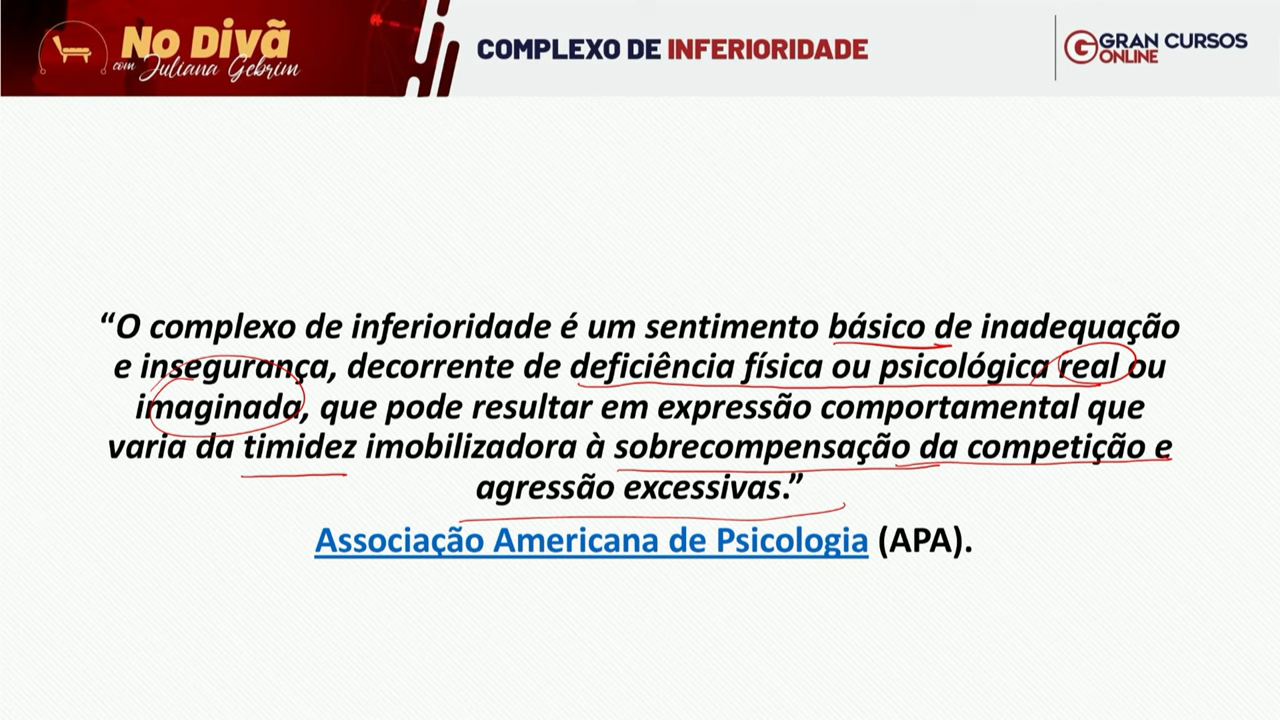 No Divã
com Juliana Gebrim
COMPLEXO DE INFERIORIDADE
G GRAN CURSOS
ONLINE
“O complexo de inferioridade é um sentimento básico de inadequação
e insegurança, decorrente de deficiência física ou psicológica real ou
imaginada, que pode resultar em expressão comportamental que
varia da timidez imobilizadora à sobrecompensação da competição e
agressão excessivas.”
Associação Americana de Psicologia (APA).